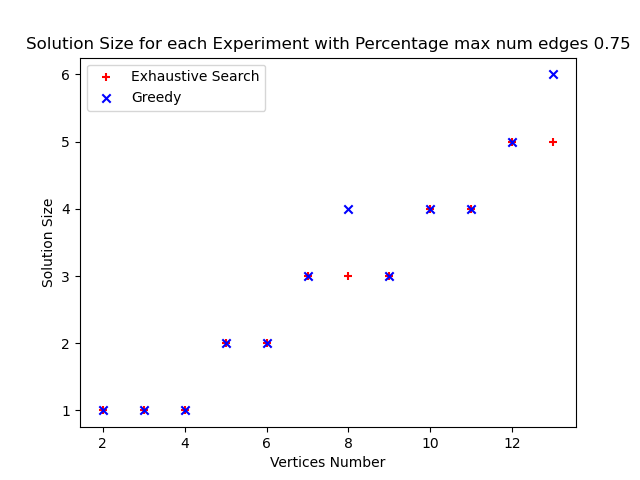 Solution Size for each Experiment with Percentage max num edges 0.75
Exhaustive Search
Greedy
Solution Size
6
5
4
3
2
1
2 4 6 8 10 12
Vertices Number